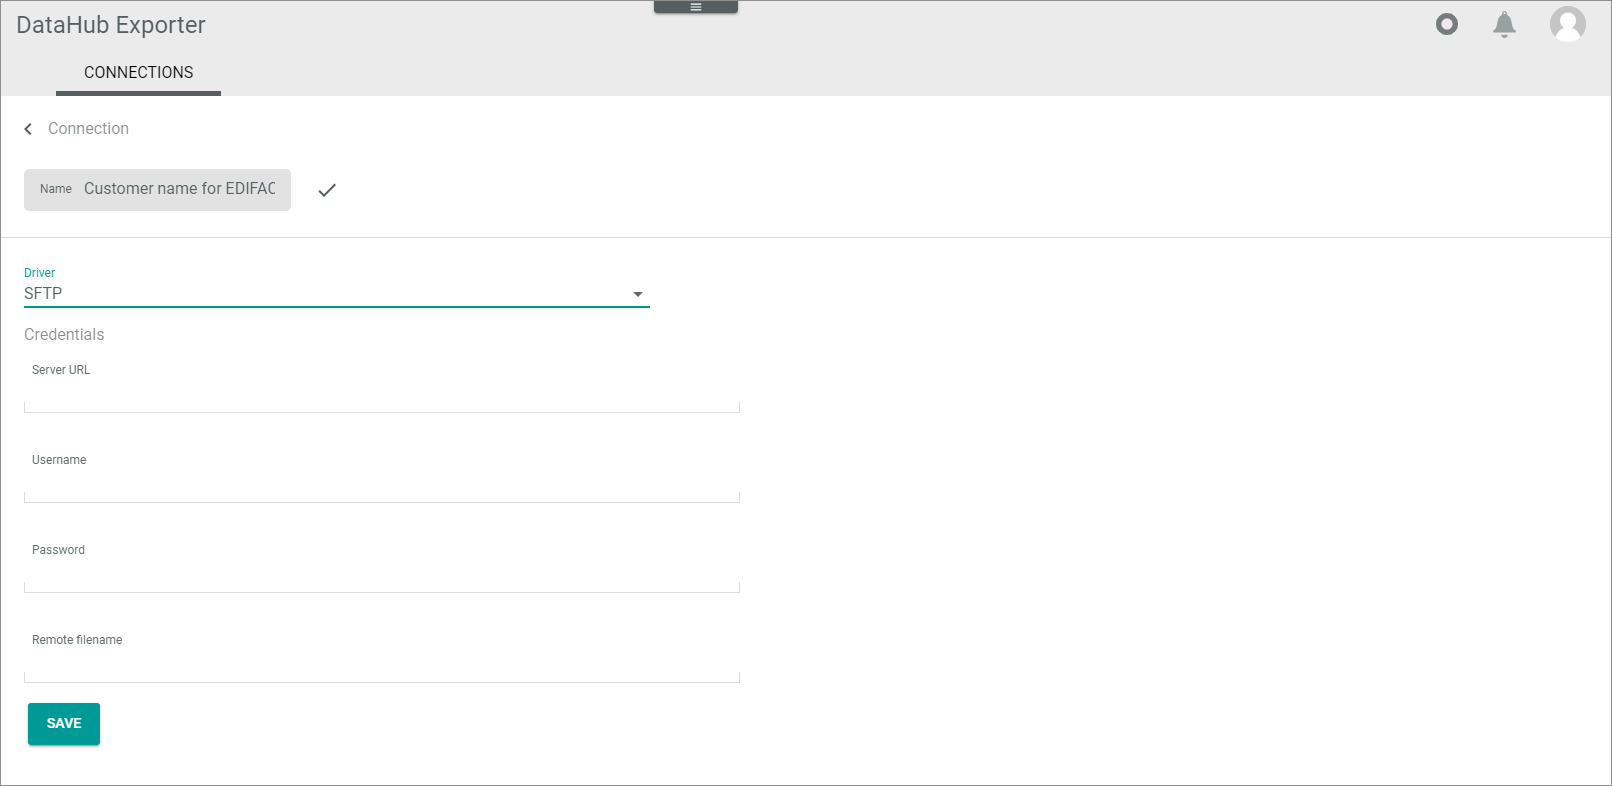 DataHub Exporter
CONNECTIONS
Connection
Name Customer name for EDIFAC
Driver
SFTP
Credentials
Server URL
Username
Password
Remote filename
SAVE